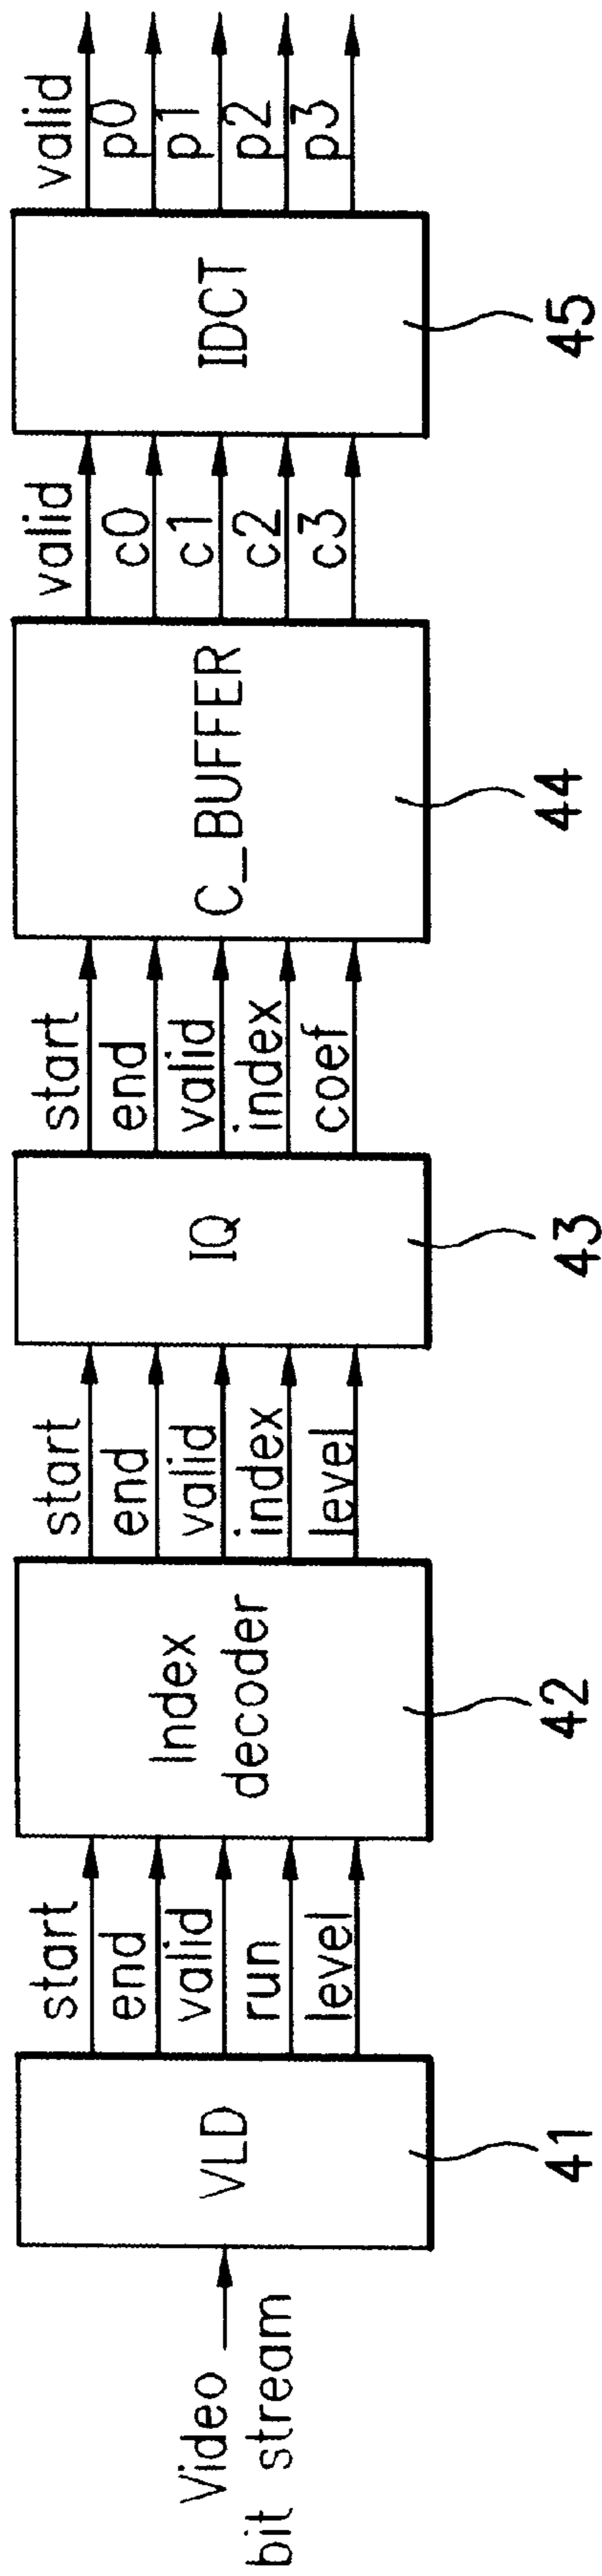 Video
bit stream
VLD
41
start
end
valid
run
level
Index
decoder
42
start
end
valid
index
level
IQ
43
start
end
valid
index
coef
C_BUFFER
44
valid
c0
c1
c2
c3
IDCT
45
valid
p0
p1
p2
p3